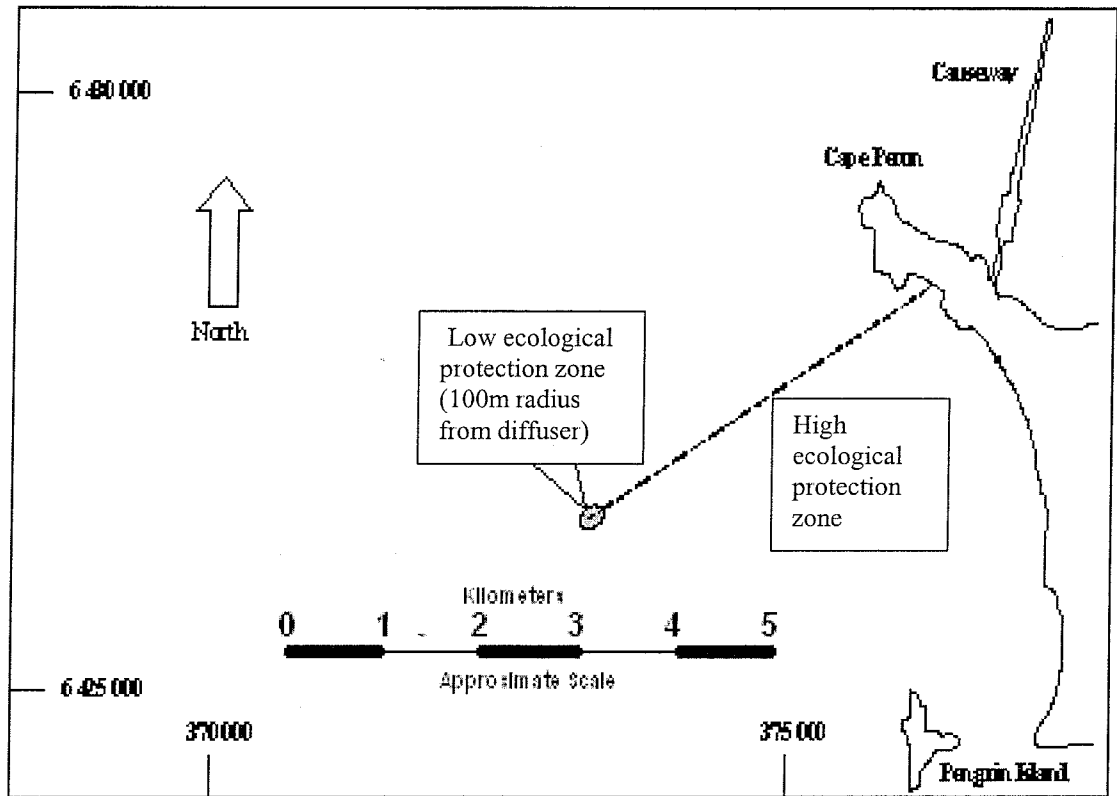 Causeway
6 430 000
Cape Peron
North
Low ecological
protection zone
(100m radius
from diffuser)
High
ecological
protection
zone
Kilometers
0 1 2 3 4 5
Approximate Scale
6 425 000
370 000
375 000
Penguin Island